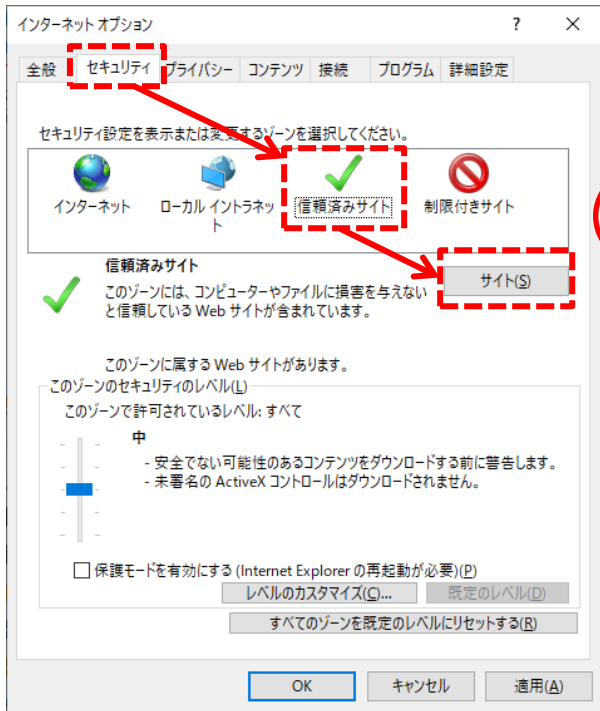 インターネット オプション ? ×
全般 セキュリティ プライバシー コンテンツ 接続 プログラム 詳細設定
セキュリティ設定を表示または変更するゾーンを選択してください。
インターネット ローカル イントラネッ 信頼済みサイト 制限付きサイト
ト
信頼済みサイト
サイト(S)
このゾーンには、コンピューターやファイルに損害を与えない
と信頼している Web サイトが含まれています。
このゾーンに属する Web サイトがあります。
このゾーンのセキュリティのレベル(L)
このゾーンで許可されているレベル: すべて
中
- 安全でない可能性のあるコンテンツをダウンロードする前に警告します。
- 未署名の ActiveX コントロールはダウンロードされません。
保護モードを有効にする (Internet Explorer の再起動が必要)(P)
レベルのカスタマイズ(C)... 既定のレベル(D)
すべてのゾーンを既定のレベルにリセットする(R)
OK キャンセル 適用(A)